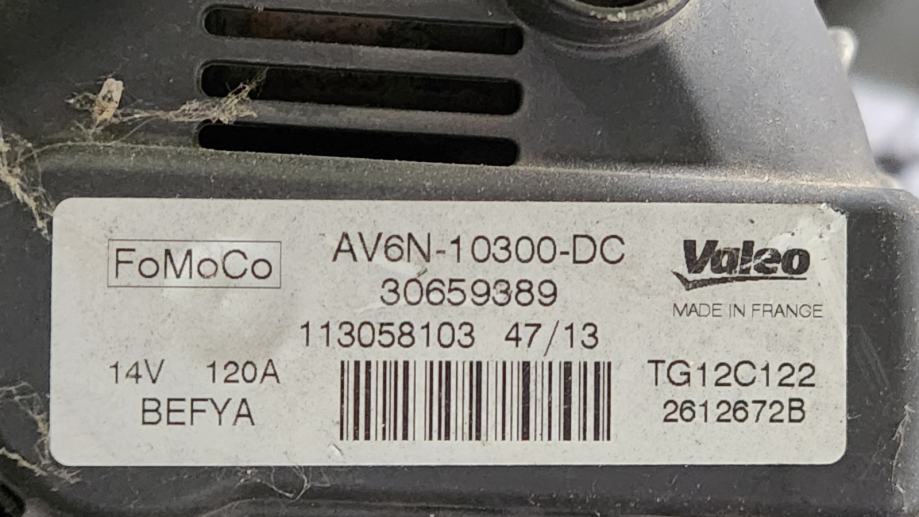 FoMoCo
AV6N-10300-DC
30659389
113058103 47/13
14V 120A
BEFYA
Valeo
MADE IN FRANCE
TG12C122
2612672B